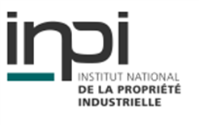 inpi
INSTITUT NATIONAL
DE LA PROPRIÉTÉ
INDUSTRIELLE